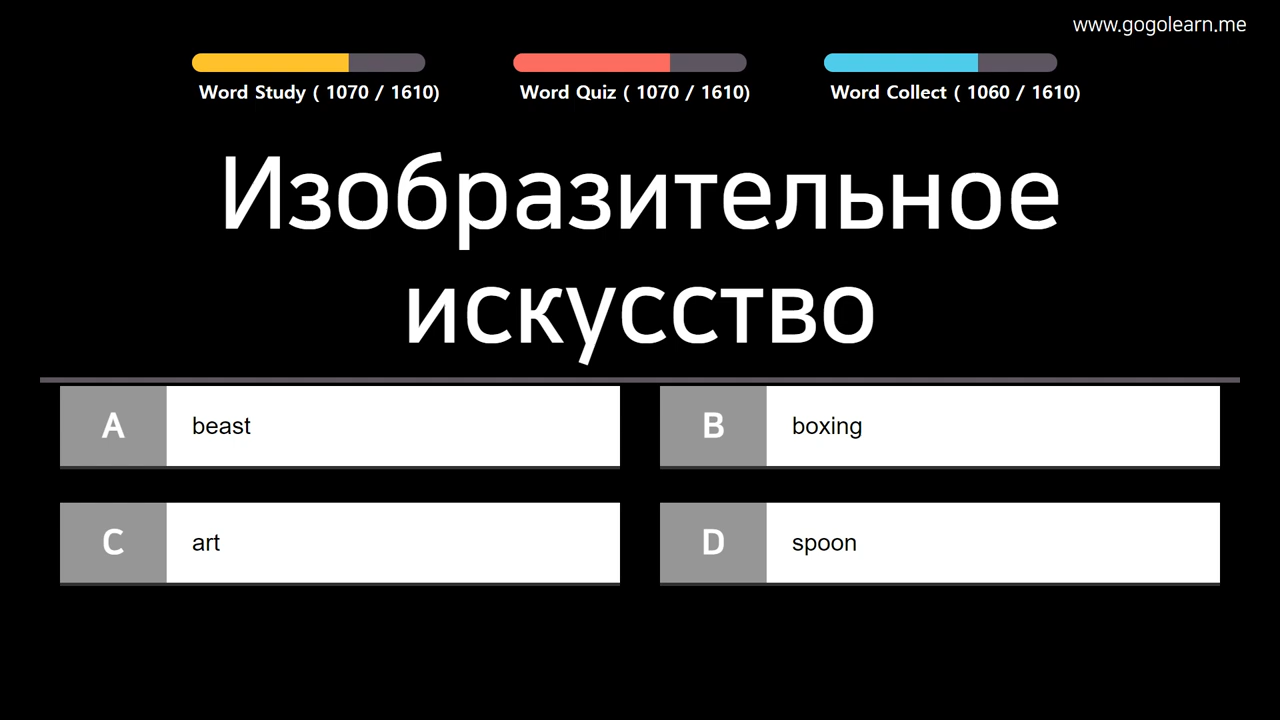 www.gogolearn.me
Word Study ( 1070 / 1610)
Word Quiz ( 1070 / 1610)
Word Collect ( 1060 / 1610)
Изобразительное
искусство
A
beast
B
boxing
C
art
D
spoon